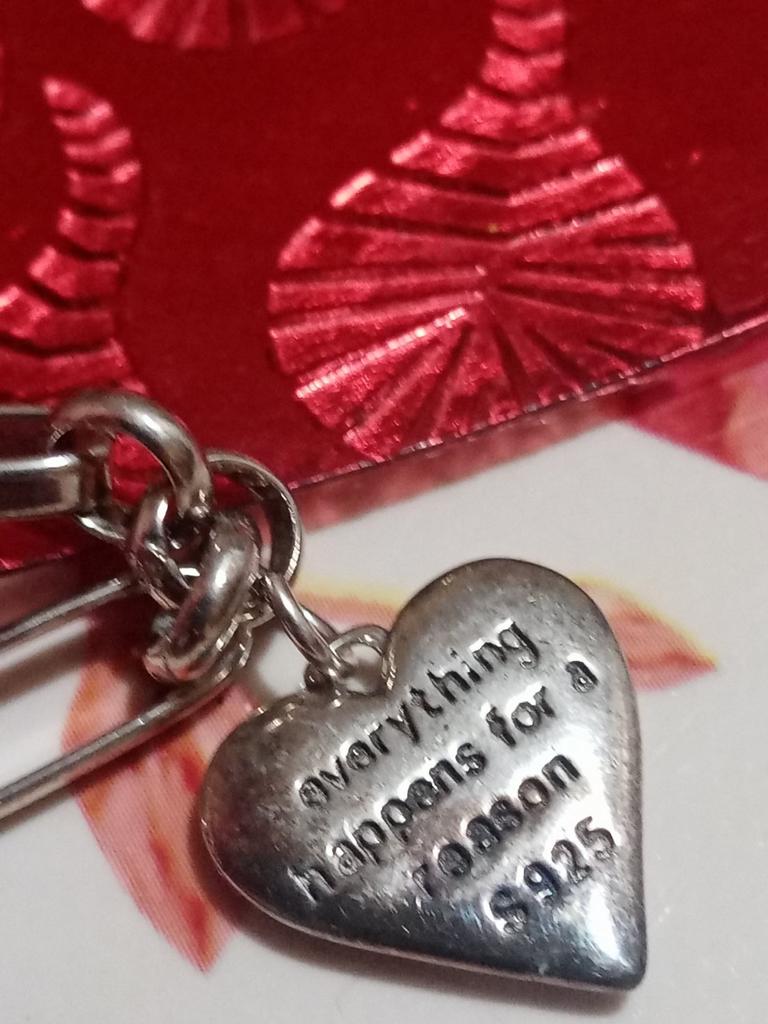 everything
happens for a
reason
S925